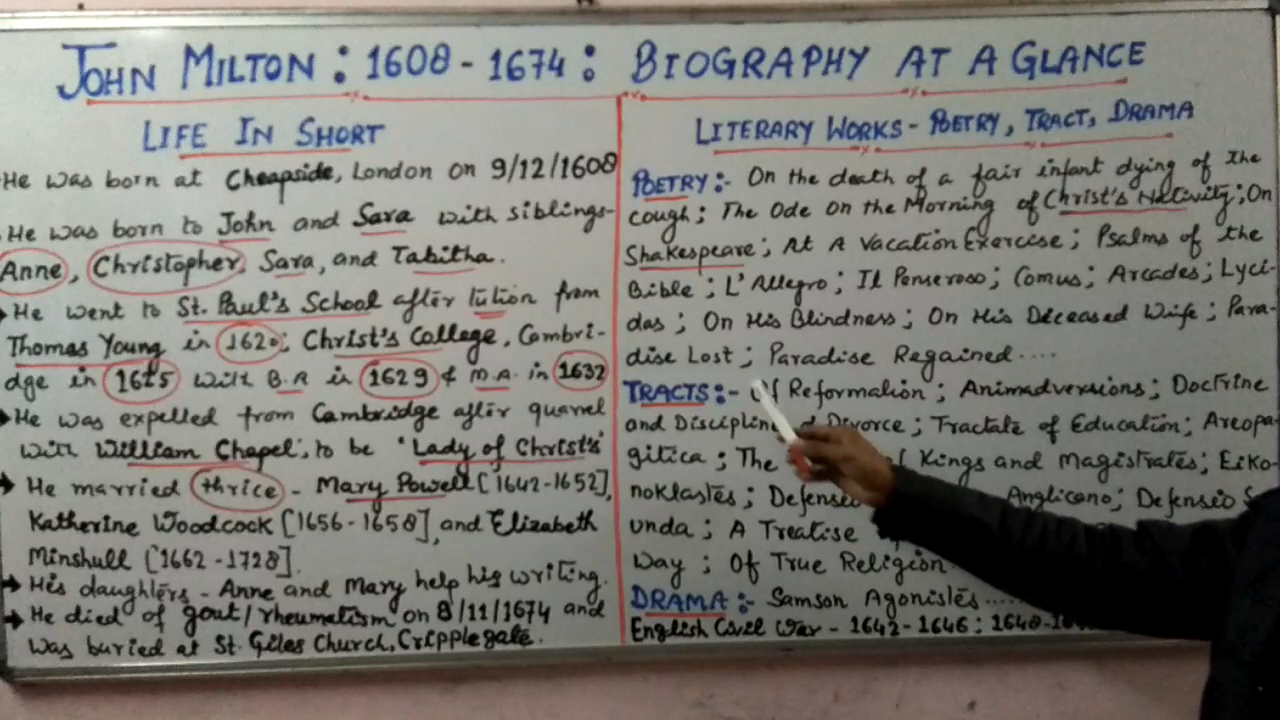 JOHN MILTON : 1608 - 1674 : BIOGRAPHY AT A GLANCE
LIFE IN SHORT
He was born at Cheapside, London on 9/12/1608
He was born to John and Sara with siblings-
Anne, Christopher, Sara, and Tabitha.
He went to St. Paul's School after tution from
Thomas Young in 1620; Christ's College, Cambri-
dge in 1625 with B.A in 1629 & M.A. in 1632
He was expelled from Cambridge after quarrel
with William Chapel; to be 'Lady of Christ's'
He married thrice - Mary Powell [1642-1652],
Katherine Woodcock [1656-1658], and Elizabeth
Minshull [1662-1728].
His daughters - Anne and Mary help his writing.
He died of gout/rheumatism on 8/11/1674 and
was buried at St. Giles Church, Cripplegate.
LITERARY WORKS - POETRY, TRACT, DRAMA
POETRY :- On the death of a fair infant dying of the
cough; The Ode On the Morning of Christ's Nativity; On
Shakespeare; At A Vacation Exercise; Psalms of the
Bible; L'Allegro; Il Penseroso; Comus; Arcades; Lyci-
das; On His Blindness; On His Deceased Wife; Para-
dise Lost; Paradise Regained ....
TRACTS :- Of Reformation; Animadversions; Doctrine
and Disciplin Divorce; Tractate of Education; Areopa-
gitica; The of Kings and Magistrates; Eiko-
noklastes; Defenseo Anglicano; Defenseo S
unda; A Treatise
Way; Of True Religion
DRAMA :- Samson Agonistes.....
English Civil War - 1642-1646; 1648-